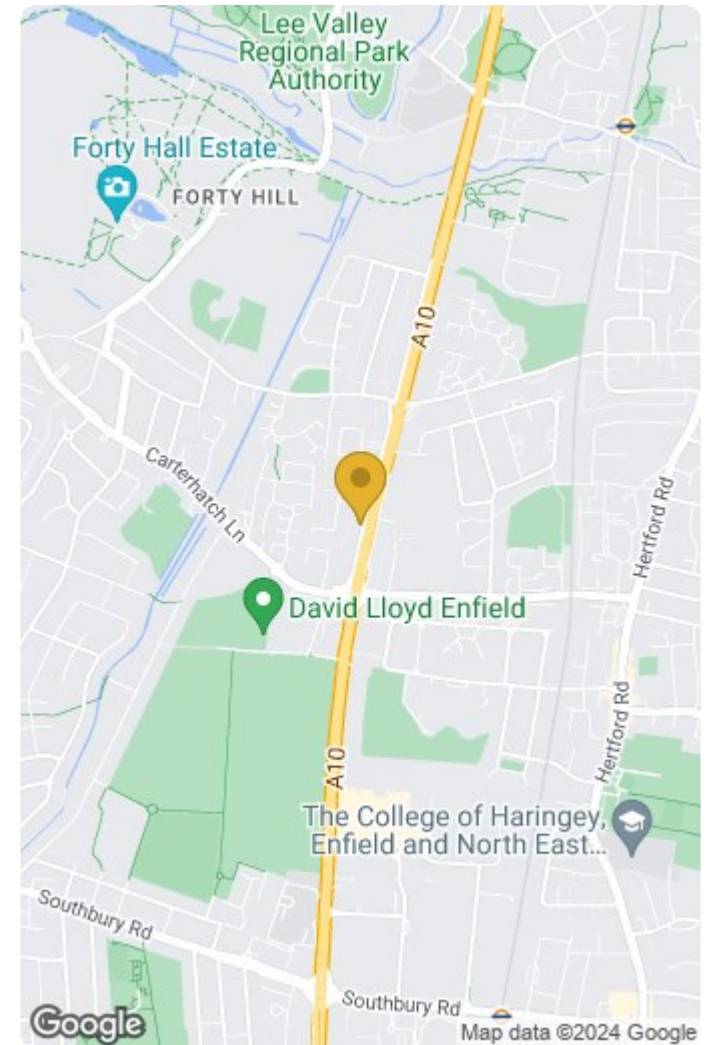 Lee Valley
Regional Park
Authority
Forty Hall Estate
FORTY HILL
A10
Carterhatch Ln
Hertford Rd
David Lloyd Enfield
Hertford Rd
A10
The College of Haringey,
Enfield and North East...
Southbury Rd
Southbury Rd
Google
Map data ©2024 Google